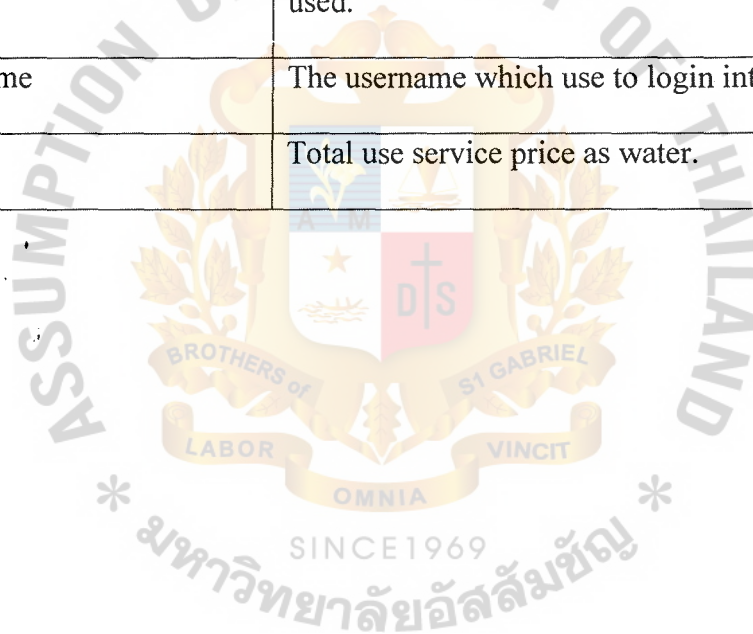 used.
me
The username which use to login int
Total use service price as water.
ASSUMPTION
OF THAILAND
A M
D S
BROTHERS of
ST GABRIEL
LABOR
VINCIT
OMNIA
SINCE1969
มหาวิทยาลัยอัสสัมชัญ